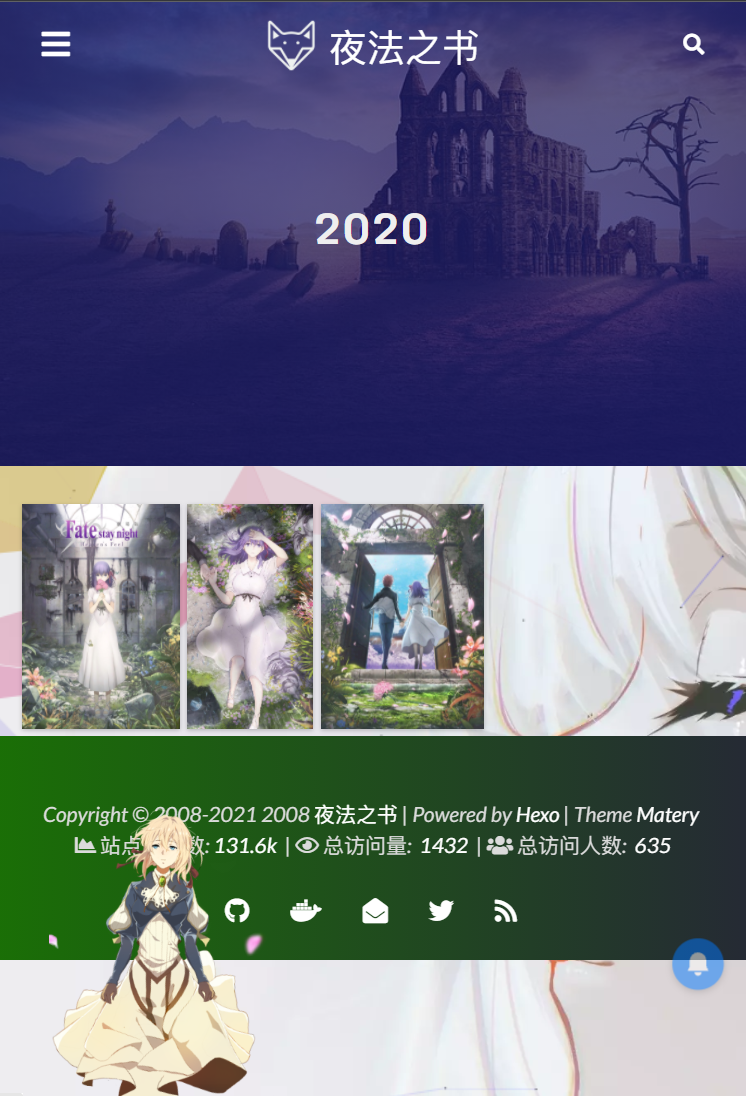 夜法之书
2020
Fate stay night
Copyright © 2008-2021 2008 夜法之书 | Powered by Hexo | Theme Matery
站点 数: 131.6k | 总访问量: 1432 | 总访问人数: 635